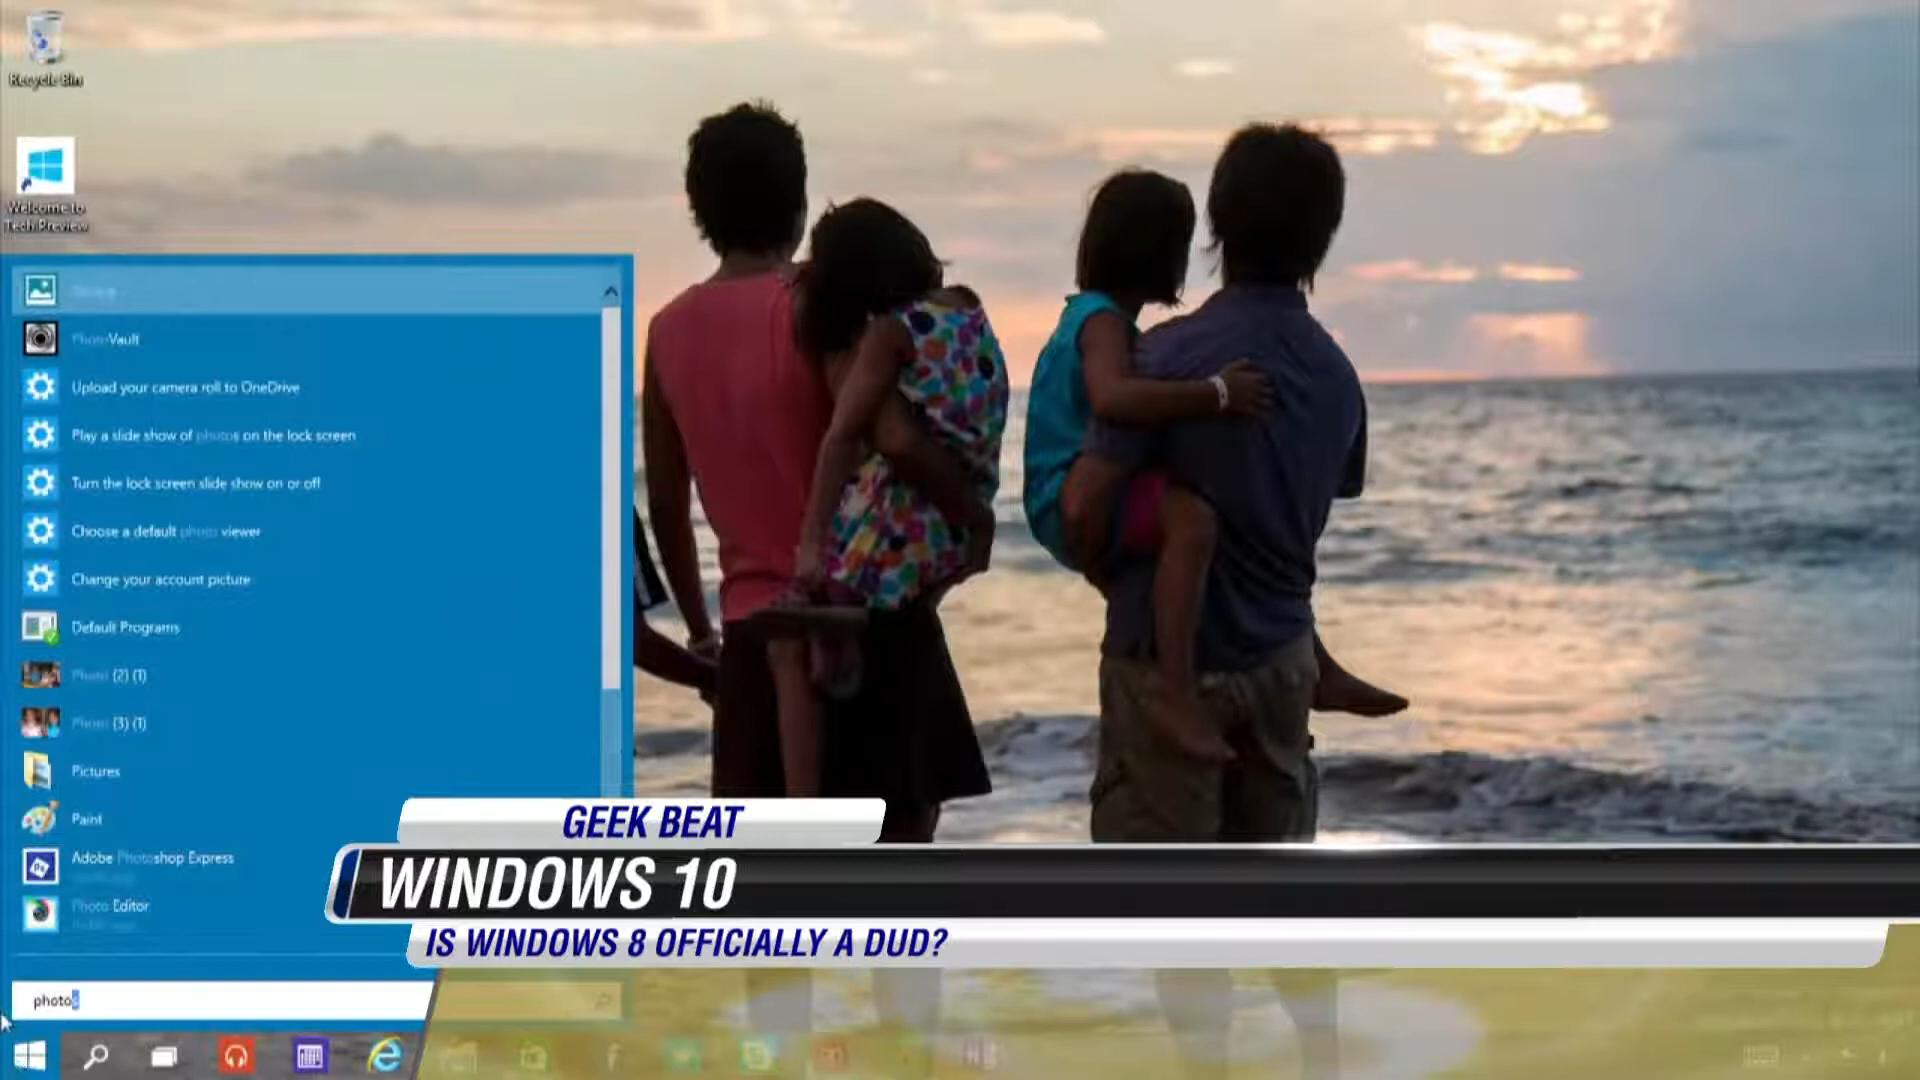 Recycle Bin
Welcome to
Tech Preview
PhotoVault
Upload your camera roll to OneDrive
Play a slide show of photos on the lock screen
Turn the lock screen slide show on or off
Choose a default photo viewer
Change your account picture
Default Programs
Photo (2) (1)
Photo (3) (1)
Pictures
Paint
Adobe Photoshop Express
Photo Editor
GEEK BEAT
WINDOWS 10
IS WINDOWS 8 OFFICIALLY A DUD?
photos